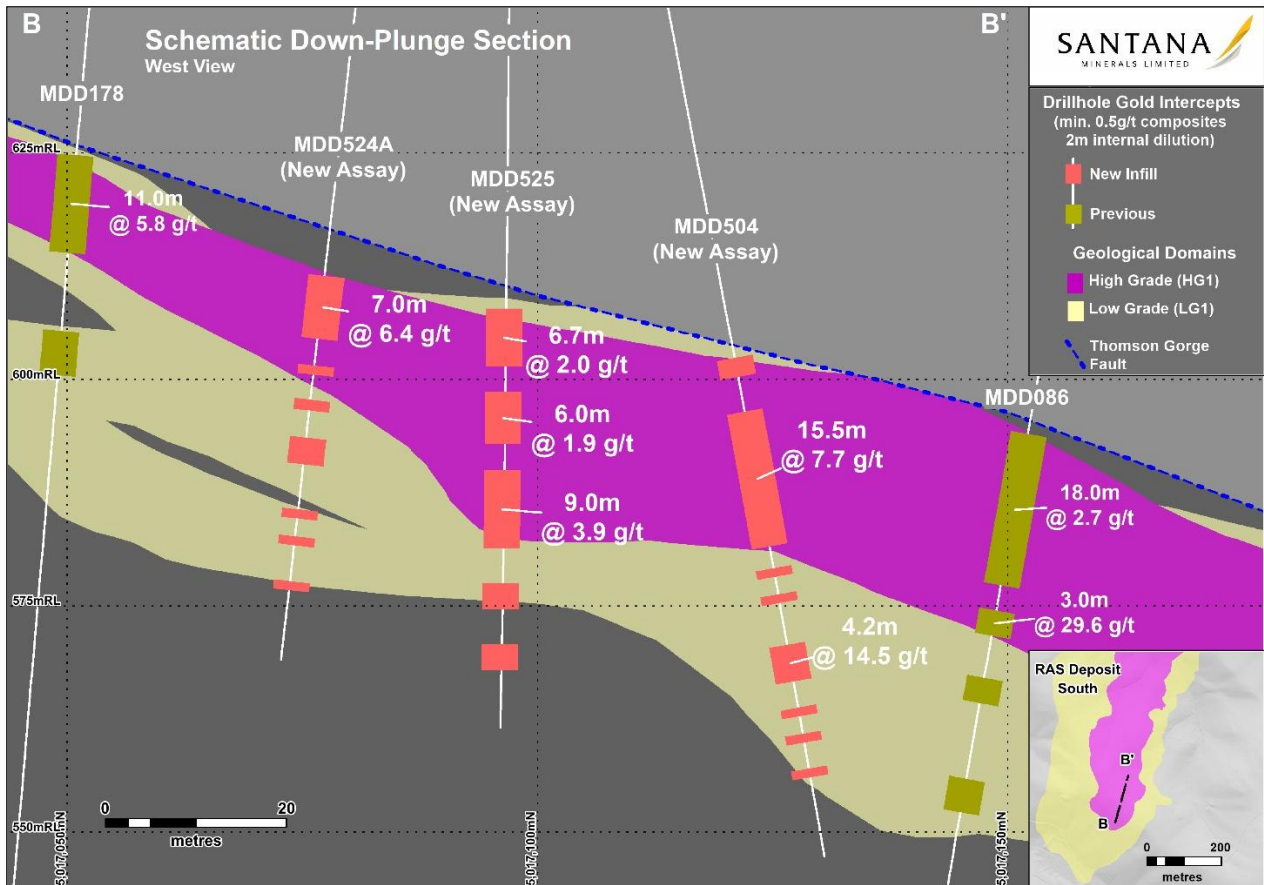 B
B'
Schematic Down-Plunge Section
West View
SANTANA
MINERALS LIMITED
Drillhole Gold Intercepts
(min. 0.5g/t composites
2m internal dilution)
New Infill
Previous
Geological Domains
High Grade (HG1)
Low Grade (LG1)
Thomson Gorge
Fault
MDD178
MDD524A
(New Assay)
MDD525
(New Assay)
MDD504
(New Assay)
MDD086
625mRL
600mRL
575mRL
550mRL
11.0m
@ 5.8 g/t
7.0m
@ 6.4 g/t
6.7m
@ 2.0 g/t
6.0m
@ 1.9 g/t
9.0m
@ 3.9 g/t
15.5m
@ 7.7 g/t
4.2m
@ 14.5 g/t
18.0m
@ 2.7 g/t
3.0m
@ 29.6 g/t
0 20
metres
5,017,050mN
5,017,100mN
5,017,150mN
RAS Deposit
South
B'
B
0 200
metres